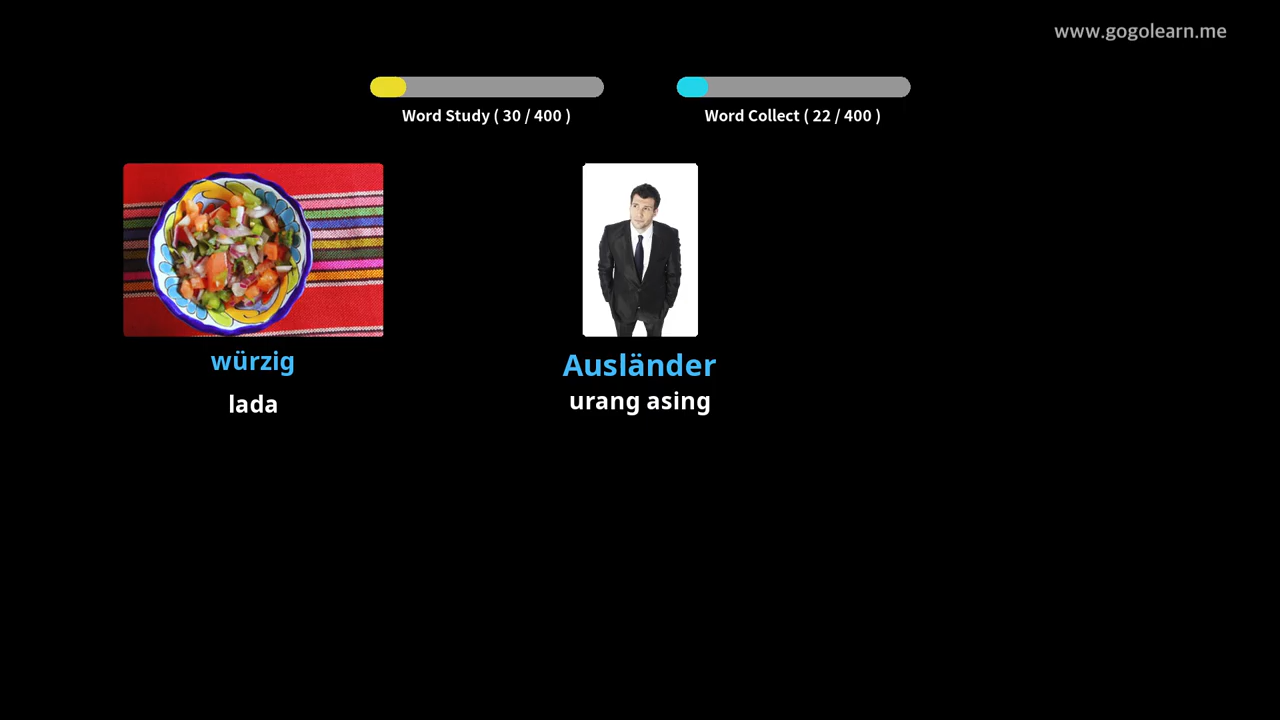 www.gogolearn.me
Word Study ( 30 / 400 )
Word Collect ( 22 / 400 )
würzig
lada
Ausländer
urang asing